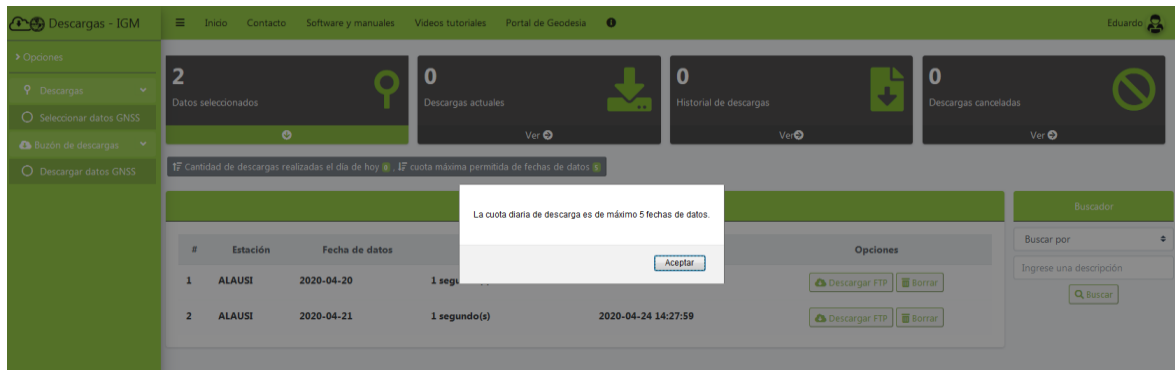 Descargas - IGM
Inicio Contacto Software y manuales Videos tutoriales Portal de Geodesia
Eduardo
Opciones
Descargas
Seleccionar datos GNSS
Buzón de descargas
Descargar datos GNSS
2
Datos seleccionados
0
Descargas actuales
Ver
0
Historial de descargas
Ver
0
Descargas canceladas
Ver
Cantidad de descargas realizadas el día de hoy , cuota máxima permitida de fechas de datos
La cuota diaria de descarga es de máximo 5 fechas de datos.
Aceptar
# Estación Fecha de datos Opciones
1 ALAUSI 2020-04-20 Descargar FTP Borrar
2 ALAUSI 2020-04-21 1 segundo(s) 2020-04-24 14:27:59 Descargar FTP Borrar
Buscador
Buscar por
Ingrese una descripción
Buscar